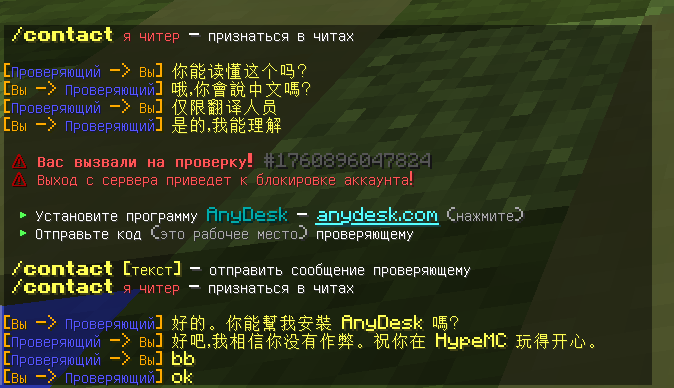 /contact я читер — признаться в читах
[Проверяющий -> Вы] 你能读懂这个吗?
[Вы -> Проверяющий] 哦,你會說中文嗎?
[Проверяющий -> Вы] 仅限翻译人员
[Вы -> Проверяющий] 是的,我能理解
⚠ Вас вызвали на проверку! #1760896047824
⚠ Выход с сервера приведет к блокировке аккаунта!
▶ Установите программу AnyDesk — anydesk.com (нажмите)
▶ Отправьте код (это рабочее место) проверяющему
/contact [текст] — отправить сообщение проверяющему
/contact я читер — признаться в читах
[Вы -> Проверяющий] 好的。你能幫我安裝 AnyDesk 嗎?
[Проверяющий -> Вы] 好吧,我相信你没有作弊。祝你在 HypeMC 玩得开心。
[Проверяющий -> Вы] bb
[Вы -> Проверяющий] ok